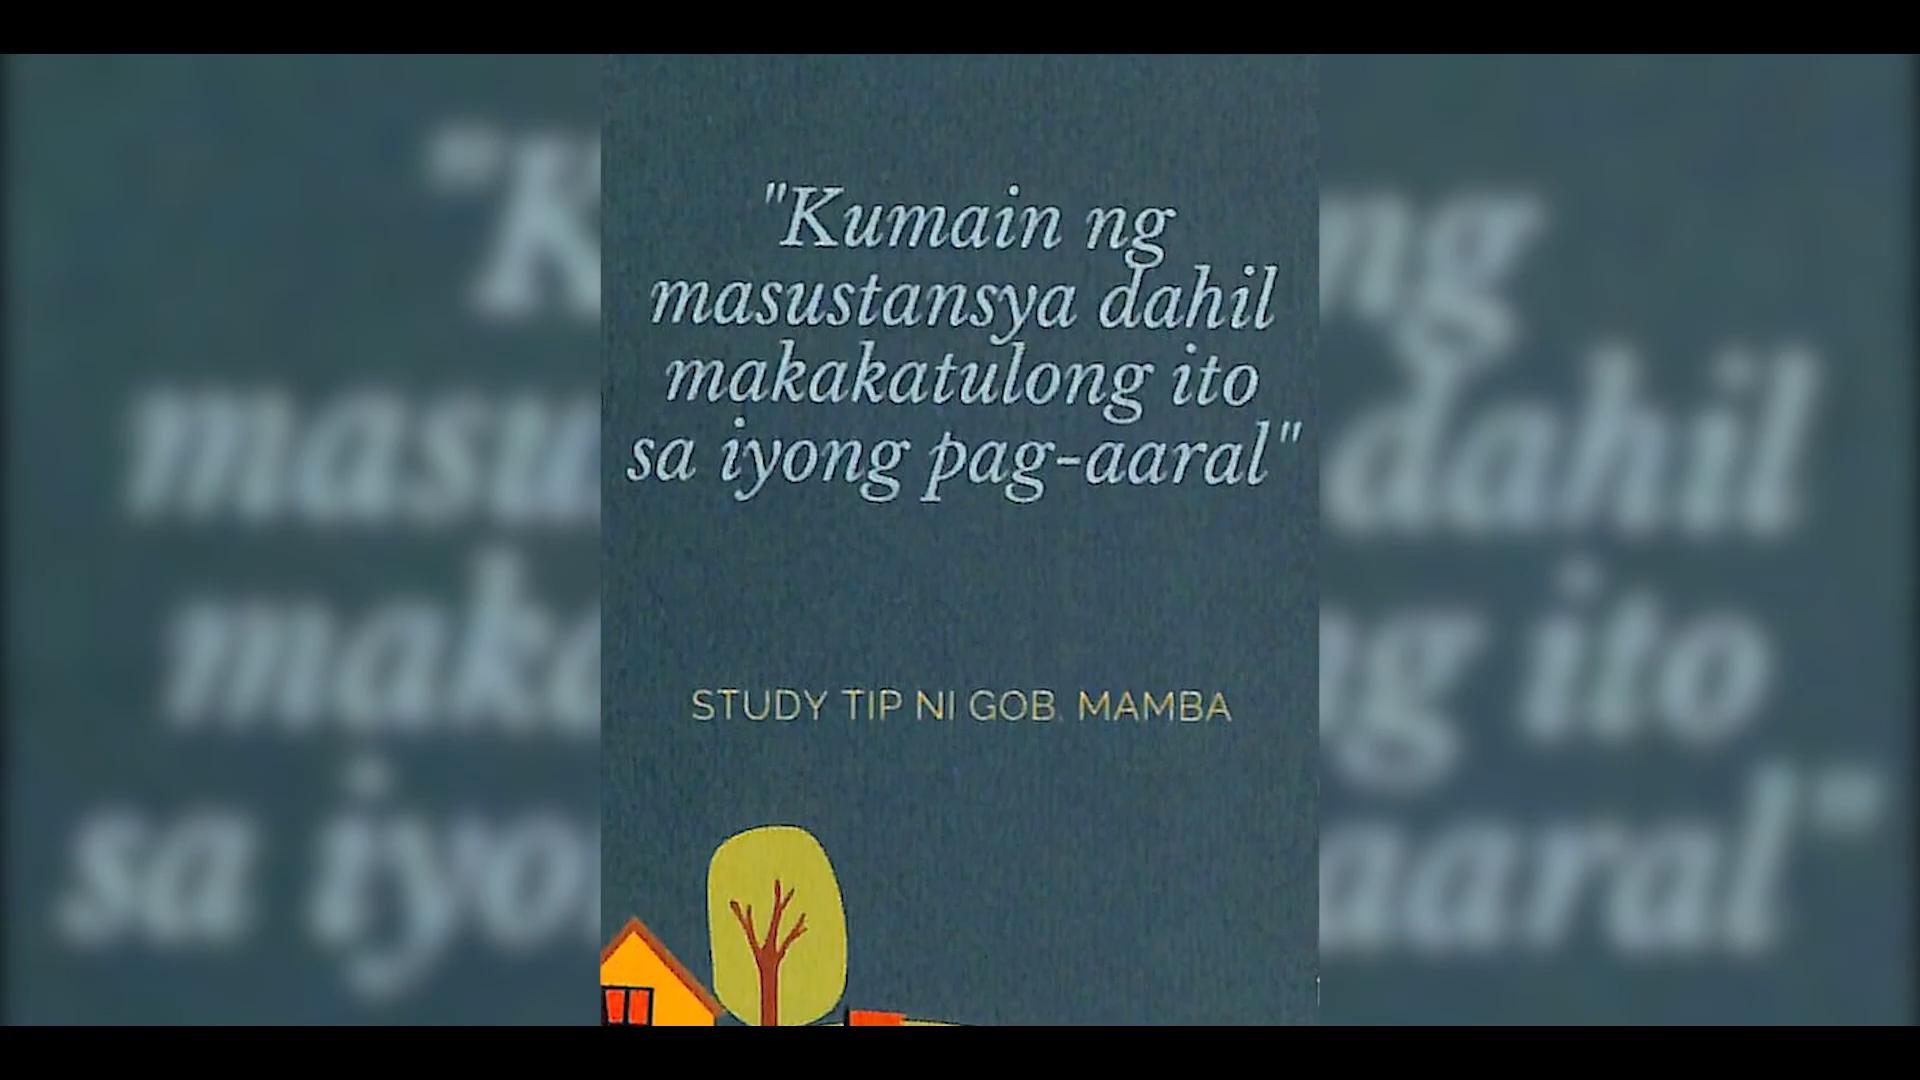 "Kumain ng
masustansya dahil
makakatulong ito
sa iyong pag-aaral"
STUDY TIP NI GOB. MAMBA